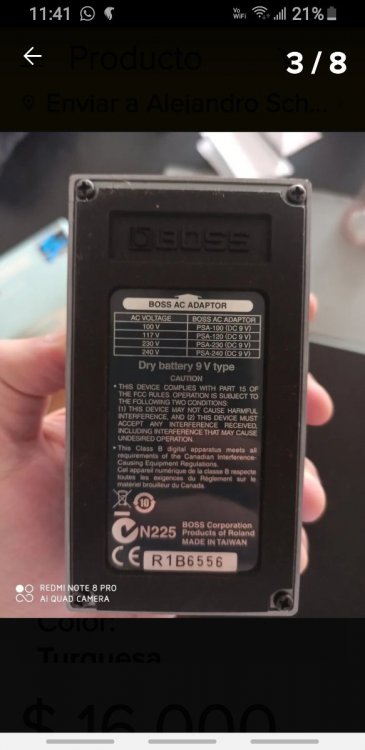 11:41
Vo
WiFi
21%
Producto
3 / 8
Enviar a Alejandro Sch...
BOSS
BOSS AC ADAPTOR
AC VOLTAGE BOSS AC ADAPTOR
100 V PSA-100 (DC 9 V)
117 V PSA-120 (DC 9 V)
230 V PSA-230 (DC 9 V)
240 V PSA-240 (DC 9 V)
Dry battery 9 V type
CAUTION
• THIS DEVICE COMPLIES WITH PART 15 OF
THE FCC RULES OPERATION IS SUBJECT TO
THE FOLLOWING TWO CONDITIONS:
(1) THIS DEVICE MAY NOT CAUSE HARMFUL
INTERFERENCE, AND (2) THIS DEVICE MUST
ACCEPT ANY INTERFERENCE RECEIVED,
INCLUDING INTERFERENCE THAT MAY CAUSE
UNDESIRED OPERATION.
• This Class B digital apparatus meets all
requirements of the Canadian Interference-
Causing Equipment Regulations.
Cet appareil numérique de la classe B respecte
toutes les exigences du Règlement sur le
matériel brouilleur du Canada.
10
N225
BOSS Corporation
Products of Roland
MADE IN TAIWAN
CE
R1B6556
REDMI NOTE 8 PRO
AI QUAD CAMERA
Color:
Turquesa
$ 16.000